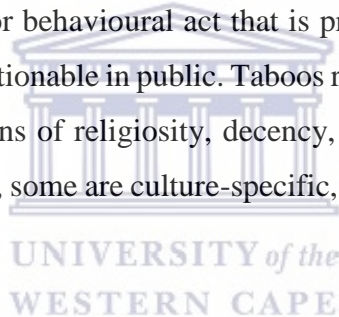 or behavioural act that is pr
tionable in public. Taboos r
ns of religiosity, decency,
, some are culture-specific,
UNIVERSITY of the
WESTERN CAPE